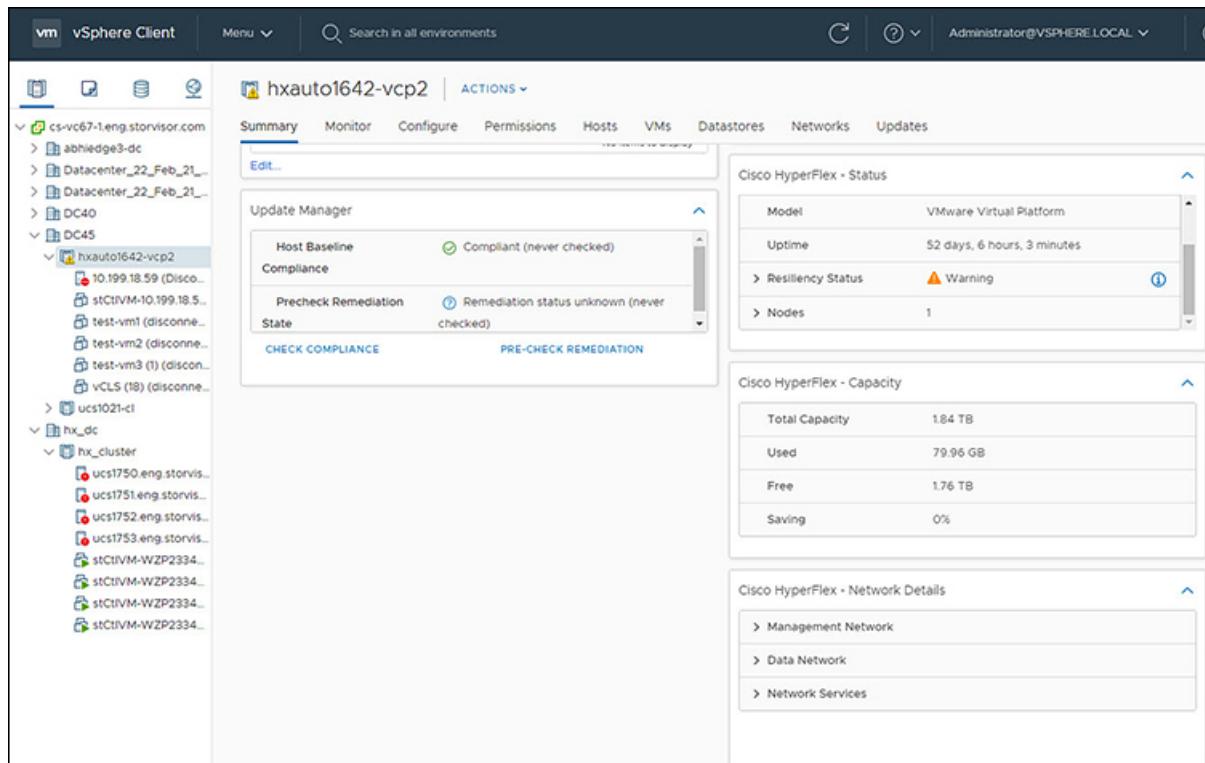 vm vSphere Client Menu Search in all environments Administrator@VSPHERE.LOCAL
cs-vc67-1.eng.storvisor.com
abhiedge3-dc
Datacenter_22_Feb_21_...
Datacenter_22_Feb_21_...
DC40
DC45
hxauto1642-vcp2
10.199.18.59 (Disco...
stCtlVM-10.199.18.5...
test-vm1 (disconne...
test-vm2 (disconne...
test-vm3 (1) (discon...
vCLS (18) (disconne...
ucs1021-cl
hx_dc
hx_cluster
ucs1750.eng.storvis...
ucs1751.eng.storvis...
ucs1752.eng.storvis...
ucs1753.eng.storvis...
stCtlVM-WZP2334...
stCtlVM-WZP2334...
stCtlVM-WZP2334...
stCtlVM-WZP2334...
hxauto1642-vcp2 ACTIONS
Summary Monitor Configure Permissions Hosts VMs Datastores Networks Updates
No items to display
Edit...
Update Manager
Host Baseline Compliant (never checked)
Compliance
Precheck Remediation Remediation status unknown (never
State checked)
CHECK COMPLIANCE PRE-CHECK REMEDIATION
Cisco HyperFlex - Status
Model VMware Virtual Platform
Uptime 52 days, 6 hours, 3 minutes
Resiliency Status Warning
Nodes 1
Cisco HyperFlex - Capacity
Total Capacity 1.84 TB
Used 79.96 GB
Free 1.76 TB
Saving 0%
Cisco HyperFlex - Network Details
Management Network
Data Network
Network Services